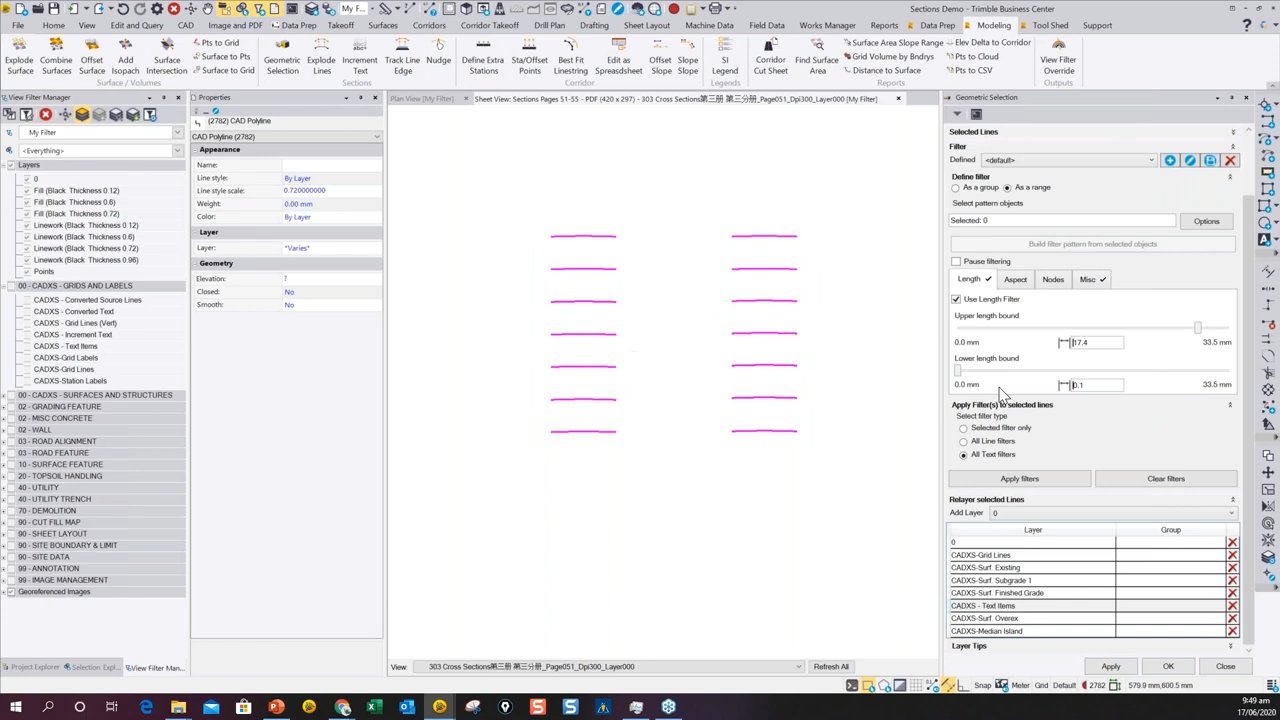 Sections Demo - Trimble Business Center
My F...
Home View Edit and Query Image and PDF Data Prep Takeoff Surfaces Corridors Corridor Takeoff Drill Plan Drafting Sheet Layout Machine Data Field Data Works Manager Reports Data Prep Modeling Tool Shed Support
Explode Surface
Combine Surfaces
Offset Surface
Add Isopach
Surface Intersection
Pts to Grid
Surface to Pts
Surface to Grid
Surface / Volumes
Geometric Selection
Explode Lines
Increment Text
Track Line Edge
Nudge
Sections
Define Extra Stations
Sta/Offset Points
Best Fit Linestring
Edit as Spreadsheet
Offset Slope
Slope Slope
Corridor
SI Legend
Legends
Corridor Cut Sheet
Find Surface Area
Surface Area Slope Range
Grid Volume by Bndrys
Distance to Surface
Reports
Elev Delta to Corridor
Pts to Cloud
Pts to CSV
View Filter Override
Outputs
View Filter Manager
My Filter
<Everything>
Layers
0
Fill (Black Thickness 0.12)
Fill (Black Thickness 0.6)
Fill (Black Thickness 0.72)
Linework (Black Thickness 0.12)
Linework (Black Thickness 0.6)
Linework (Black Thickness 0.72)
Linework (Black Thickness 0.96)
Points
00 - CADXS - GRIDS AND LABELS
CADXS - Converted Source Lines
CADXS - Converted Text
CADXS - Grid Lines (Vert)
CADXS - Increment Text
CADXS - Text Items
CADXS-Grid Labels
CADXS-Grid Lines
CADXS-Station Labels
00 - CADXS - SURFACES AND STRUCTURES
02 - GRADING FEATURE
02 - MISC CONCRETE
02 - WALL
03 - ROAD ALIGNMENT
03 - ROAD FEATURE
10 - SURFACE FEATURE
20 - TOPSOIL HANDLING
40 - UTILITY
40 - UTILITY TRENCH
70 - DEMOLITION
90 - CUT FILL MAP
90 - SHEET LAYOUT
90 - SITE BOUNDARY & LIMIT
90 - SITE DATA
99 - ANNOTATION
99 - IMAGE MANAGEMENT
Georeferenced Images
Project Explorer Selection Expl... View Filter Man...
Properties
(2782) CAD Polyline
CAD Polyline (2782)
Appearance
Name:
Line style: By Layer
Line style scale: 0.720000000
Weight: 0.00 mm
Color: By Layer
Layer
Layer: *Varies*
Geometry
Elevation: ?
Closed: No
Smooth: No
Plan View [My Filter] Sheet View: Sections Pages 51-55 - PDF (420 x 297) - 303 Cross Sections第三册 第三分册_Page051_Dpi300_Layer000 [My Filter]
View: 303 Cross Sections第三册 第三分册_Page051_Dpi300_Layer000 Refresh All
Geometric Selection
Selected Lines
Filter
Defined <default>
Define filter
As a group As a range
Select pattern objects
Selected: 0 Options
Build filter pattern from selected objects
Pause filtering
Length Aspect Nodes Misc
Use Length Filter
Upper length bound
0.0 mm 17.4 33.5 mm
Lower length bound
0.0 mm 0.1 33.5 mm
Apply Filter(s) to selected lines
Select filter type
Selected filter only
All Line filters
All Text filters
Apply filters Clear filters
Relayer selected Lines
Add Layer 0
Layer Group
0
CADXS-Grid Lines
CADXS-Surf. Existing
CADXS-Surf. Subgrade 1
CADXS-Surf. Finished Grade
CADXS - Text Items
CADXS-Surf. Overex
CADXS-Median Island
Layer Tips
Apply OK Close
Snap Meter Grid Default 2782 579.9 mm,600.5 mm
9:49 am
17/06/2020